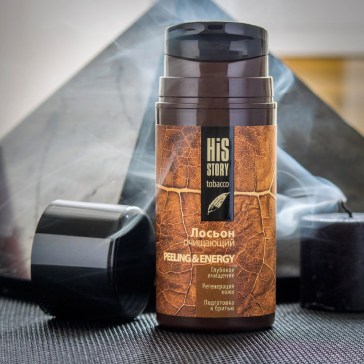 HiS
STORY
tobacco
Лосьон
очищающий
PEELING & ENERGY
Глубокое
очищение
Регенерация
кожи
Подготовка
к бритью